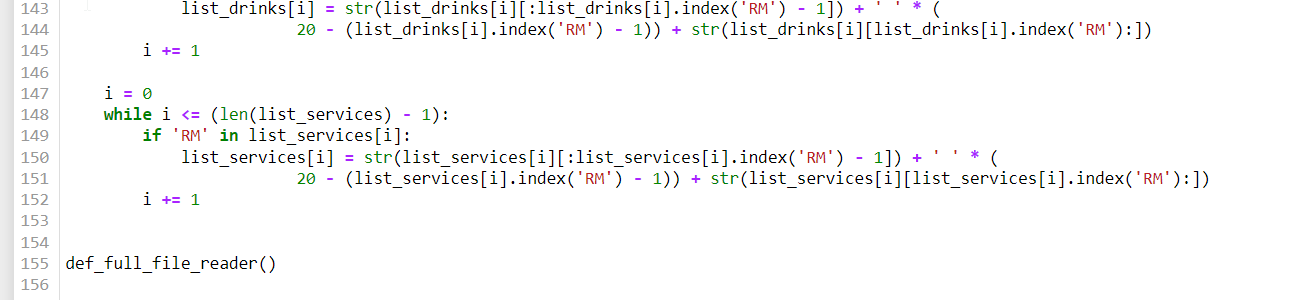 143 list_drinks[i] = str(list_drinks[i][:list_drinks[i].index('RM') - 1]) + ' ' * (
144 20 - (list_drinks[i].index('RM') - 1)) + str(list_drinks[i][list_drinks[i].index('RM'):])
145 i += 1
146
147 i = 0
148 while i <= (len(list_services) - 1):
149 if 'RM' in list_services[i]:
150 list_services[i] = str(list_services[i][:list_services[i].index('RM') - 1]) + ' ' * (
151 20 - (list_services[i].index('RM') - 1)) + str(list_services[i][list_services[i].index('RM'):])
152 i += 1
153
154
155 def_full_file_reader()
156